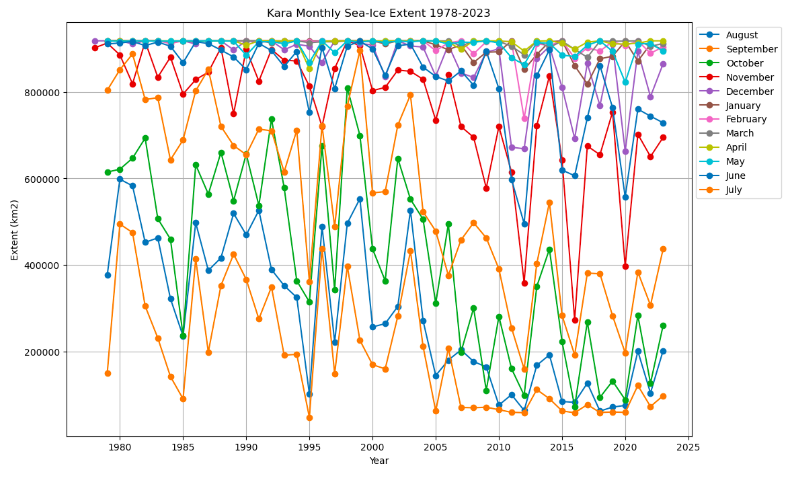 Kara Monthly Sea-Ice Extent 1978-2023
Extent (km2)
800000
600000
400000
200000
1980
1985
1990
1995
2000
2005
2010
2015
2020
2025
Year
August
September
October
November
December
January
February
March
April
May
June
July